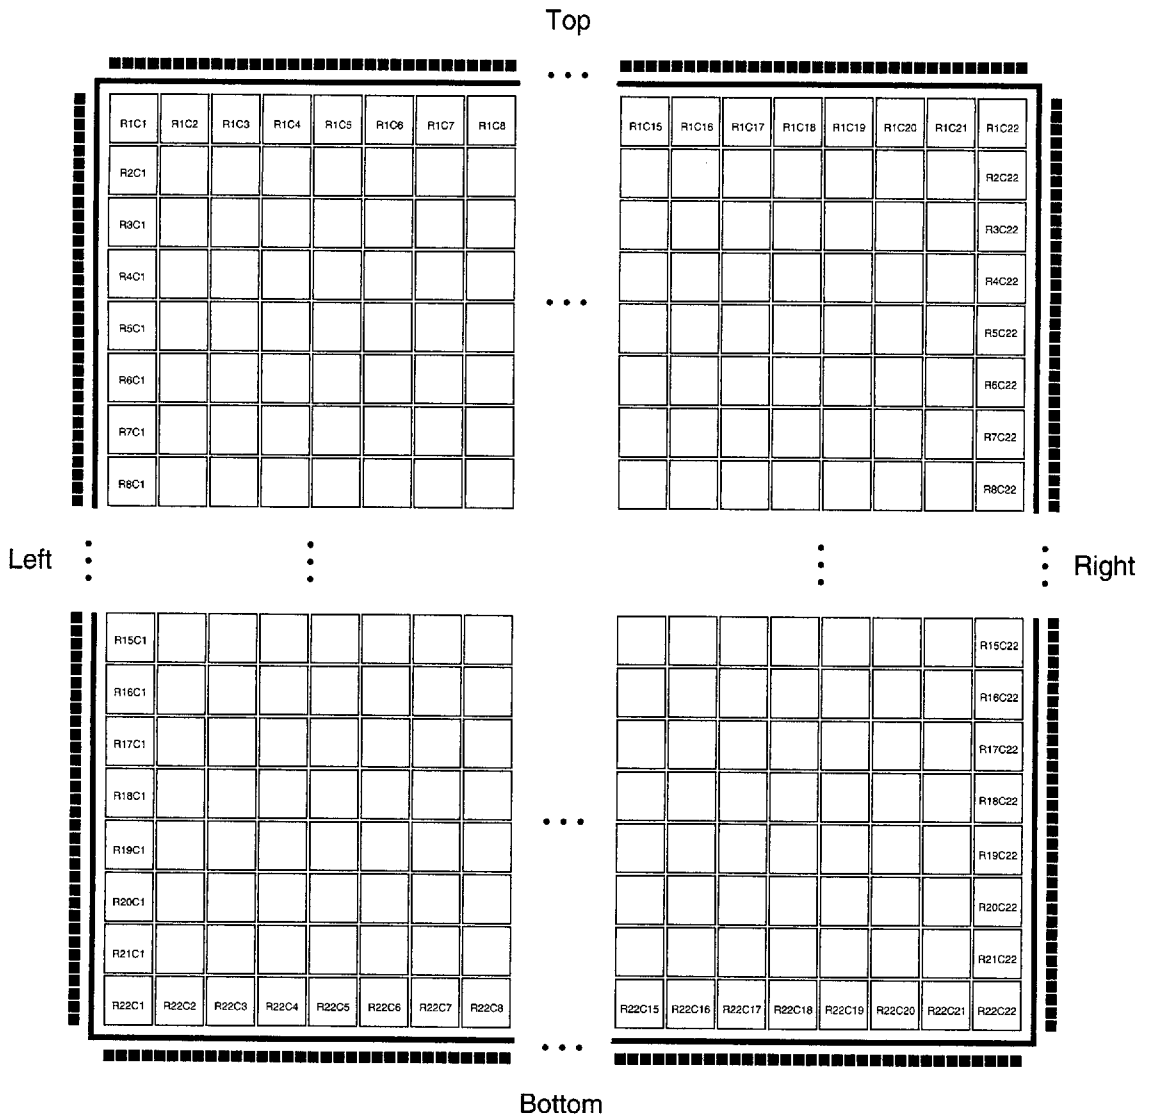 Top
R1C1 R1C2 R1C3 R1C4 R1C5 R1C6 R1C7 R1C8 R1C15 R1C16 R1C17 R1C18 R1C19 R1C20 R1C21 R1C22
R2C1 R2C22
R3C1 R3C22
R4C1 R4C22
R5C1 R5C22
R6C1 R6C22
R7C1 R7C22
R8C1 R8C22
Left Right
R15C1 R15C22
R16C1 R16C22
R17C1 R17C22
R18C1 R18C22
R19C1 R19C22
R20C1 R20C22
R21C1 R21C22
R22C1 R22C2 R22C3 R22C4 R22C5 R22C6 R22C7 R22C8 R22C15 R22C16 R22C17 R22C18 R22C19 R22C20 R22C21 R22C22
Bottom